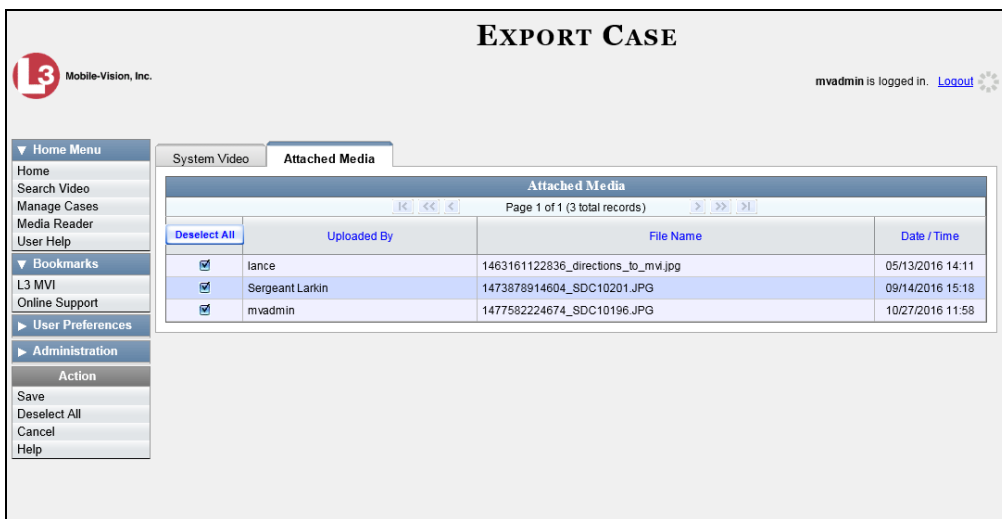 EXPORT CASE
L3 Mobile-Vision, Inc.
mvadmin is logged in. Logout
▼ Home Menu
Home
Search Video
Manage Cases
Media Reader
User Help
▼ Bookmarks
L3 MVI
Online Support
▶ User Preferences
▶ Administration
Action
Save
Deselect All
Cancel
Help
System Video Attached Media
Attached Media
|< << < Page 1 of 1 (3 total records) > >> >|
Deselect All Uploaded By File Name Date / Time
lance 1463161122836_directions_to_mvi.jpg 05/13/2016 14:11
Sergeant Larkin 1473878914604_SDC10201.JPG 09/14/2016 15:18
mvadmin 1477582224674_SDC10196.JPG 10/27/2016 11:58